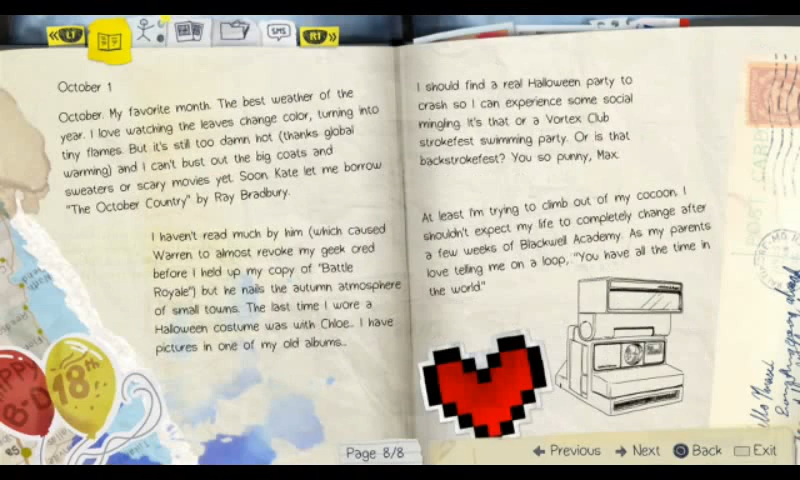 L1
SMS
R1
October 1
October. My favorite month. The best weather of the
year. I love watching the leaves change color, turning into
tiny flames. But it's still too damn hot (thanks global
warming) and I can't bust out the big coats and
sweaters or scary movies yet. Soon. Kate let me borrow
"The October Country" by Ray Bradbury.
I haven't read much by him (which caused
Warren to almost revoke my geek cred
before I held up my copy of "Battle
Royale") but he nails the autumn atmosphere
of small towns. The last time I wore a
Halloween costume was with Chloe... I have
pictures in one of my old albums...
HAPPY
B-D
18th
I should find a real Halloween party to
crash so I can experience some social
mingling. It's that or a Vortex Club
strokefest swimming party. Or is that
backstrokefest? You so punny, Max.
At least I'm trying to climb out of my cocoon. I
shouldn't expect my life to completely change after
a few weeks of Blackwell Academy. As my parents
love telling me on a loop, "You have all the time in
the world."
POST CARD
Page 8/8
Previous
Next
Back
Exit